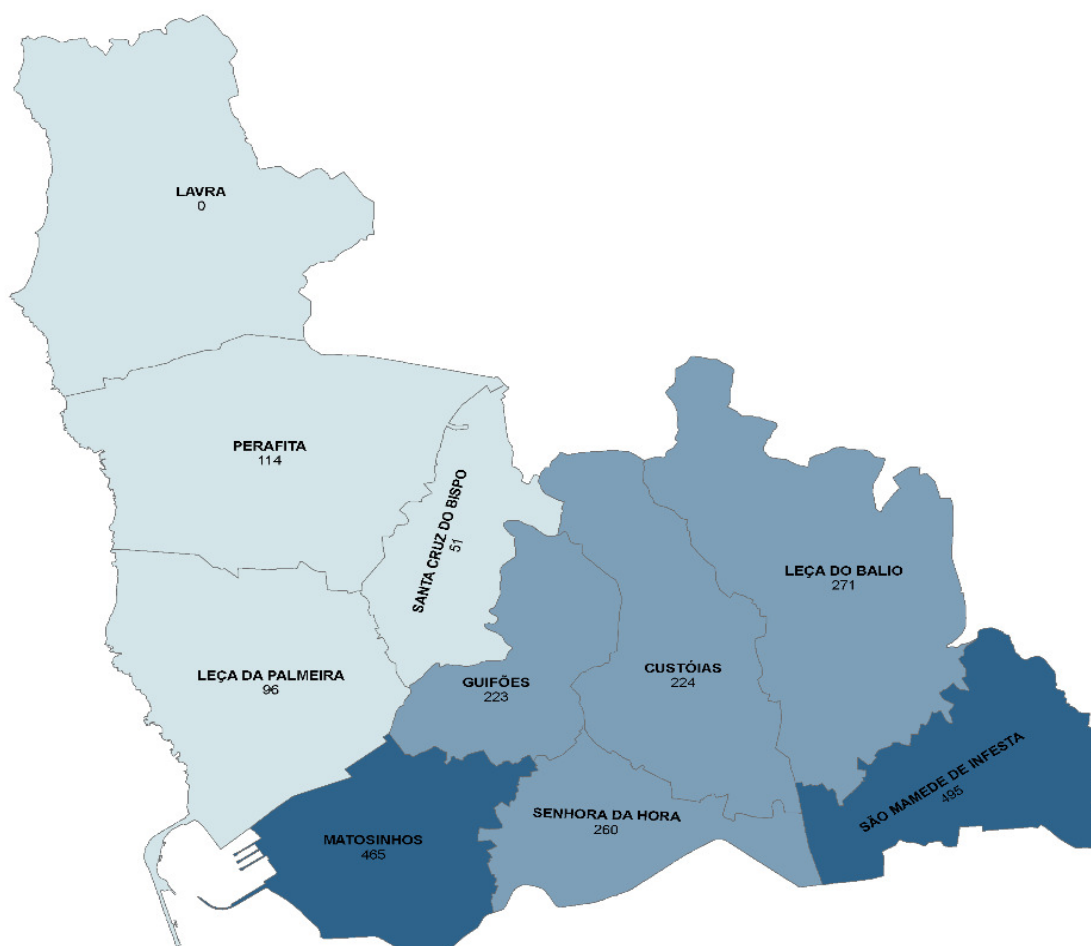 LAVRA
0
PERAFITA
114
SANTA CRUZ DO BISPO
51
LEÇA DO BALIO
271
LEÇA DA PALMEIRA
96
GUIFÕES
223
CUSTÓIAS
224
SÃO MAMEDE DE INFESTA
495
SENHORA DA HORA
260
MATOSINHOS
465